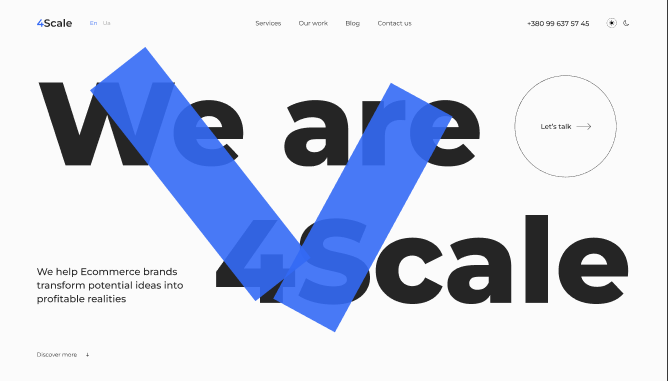 4Scale
En Ua
Services Our work Blog Contact us
+380 99 637 57 45
We are
Let's talk
4Scale
We help Ecommerce brands
transform potential ideas into
profitable realities
Discover more